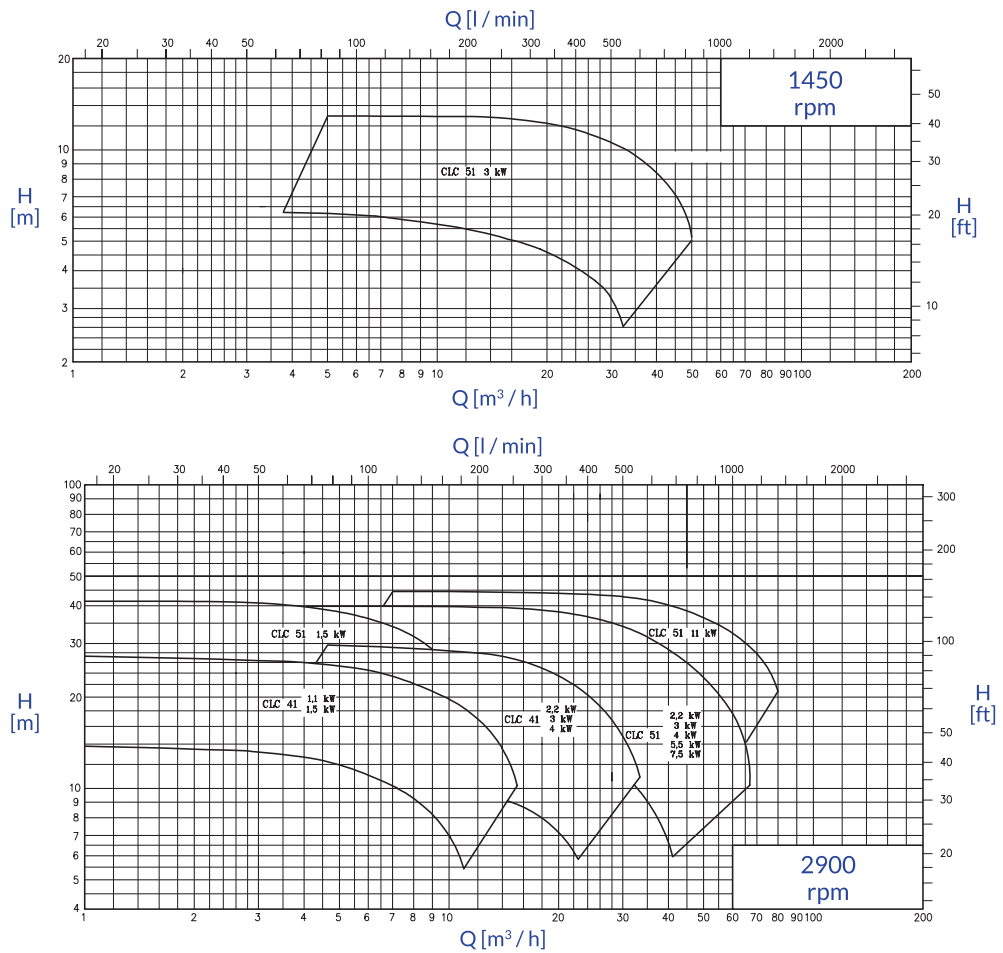 Q [l / min]
20 30 40 50 100 200 300 400 500 1000 2000
20
10
9
8
7
6
5
4
3
2
H
[m]
1450
rpm
CLC 51 3 kW
50
40
30
20
10
H
[ft]
1 2 3 4 5 6 7 8 9 10 20 30 40 50 60 70 80 90 100 200
Q [m³ / h]
Q [l / min]
20 30 40 50 100 200 300 400 500 1000 2000
100
90
80
70
60
50
40
30
20
10
9
8
7
6
5
4
H
[m]
CLC 51 1,5 kW
CLC 51 11 kW
CLC 41
1,1 kW
1,5 kW
CLC 41
2,2 kW
3 kW
4 kW
CLC 51
2,2 kW
3 kW
4 kW
5,5 kW
7,5 kW
300
200
100
50
40
30
20
H
[ft]
2900
rpm
1 2 3 4 5 6 7 8 9 10 20 30 40 50 60 70 80 90 100 200
Q [m³ / h]